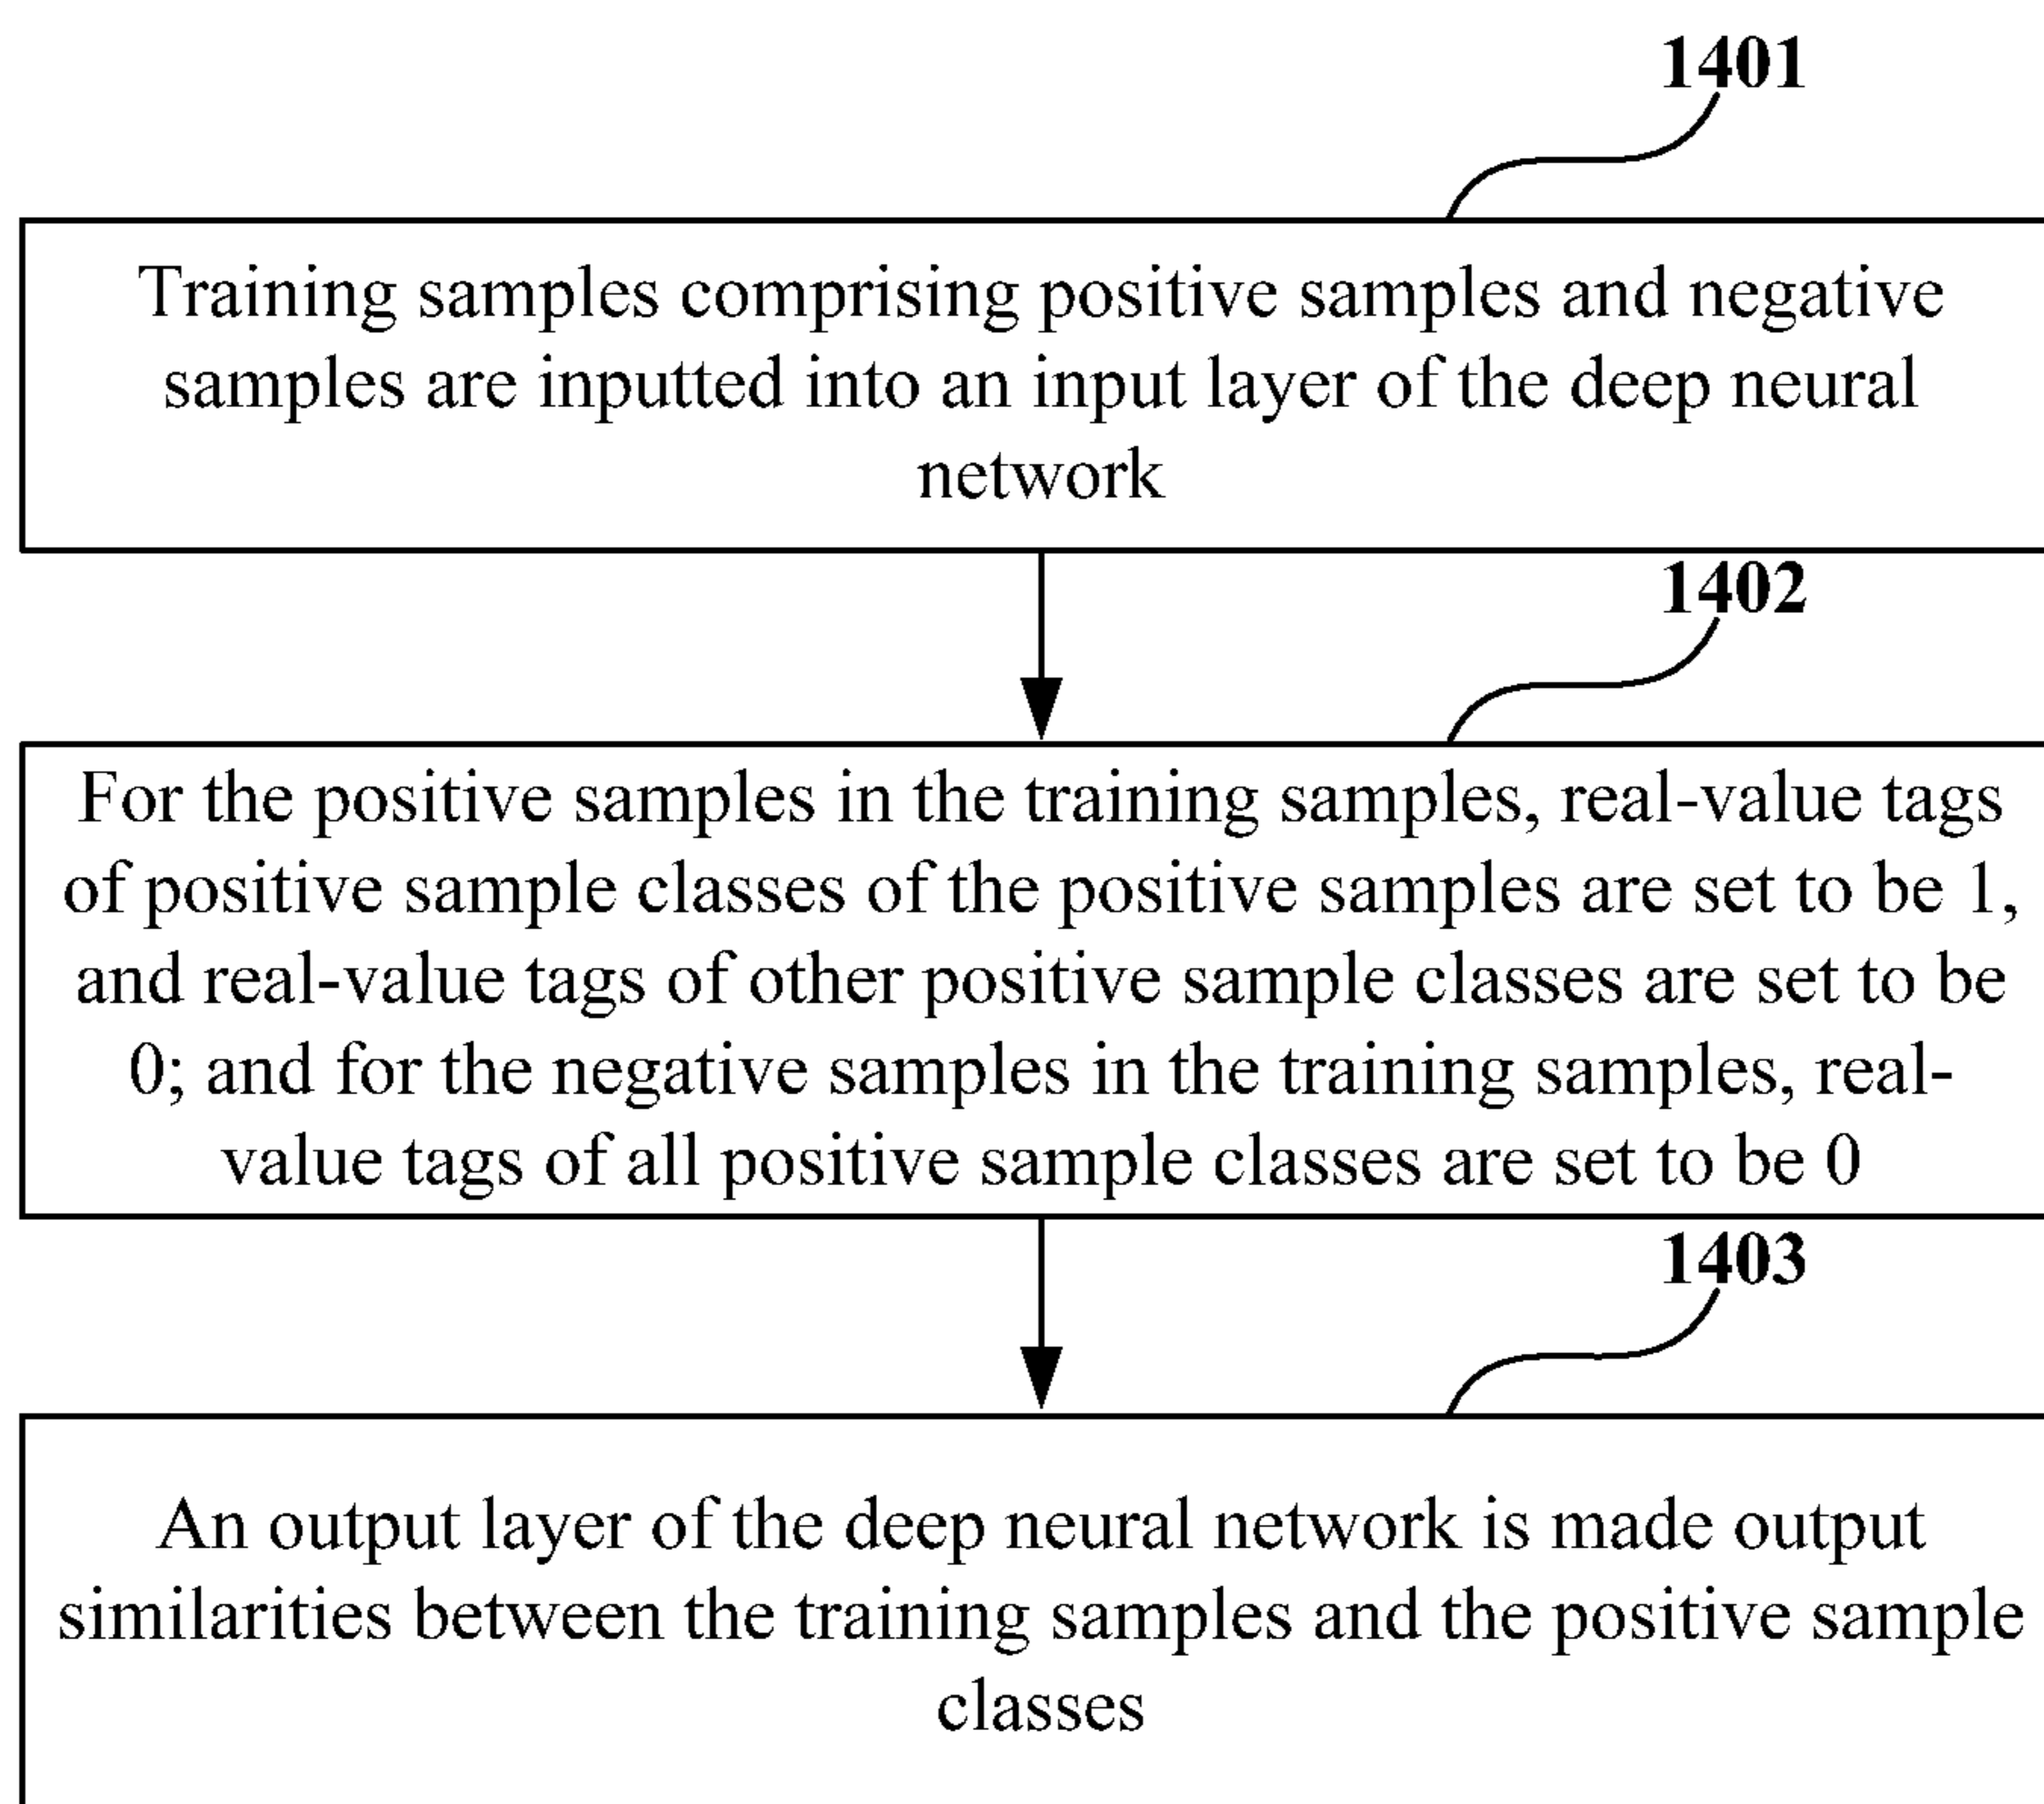 1401
Training samples comprising positive samples and negative
samples are inputted into an input layer of the deep neural
network
1402
For the positive samples in the training samples, real-value tags
of positive sample classes of the positive samples are set to be 1,
and real-value tags of other positive sample classes are set to be
0; and for the negative samples in the training samples, real-
value tags of all positive sample classes are set to be 0
1403
An output layer of the deep neural network is made output
similarities between the training samples and the positive sample
classes